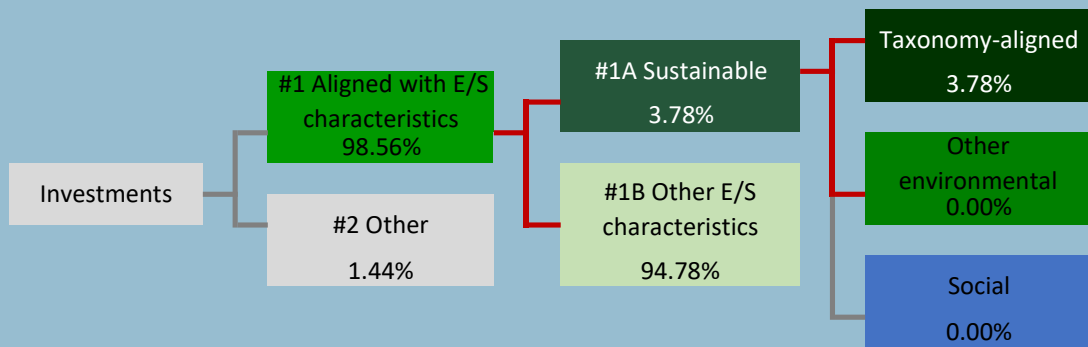 Investments
#1 Aligned with E/S
characteristics
98.56%
#2 Other
1.44%
#1A Sustainable
3.78%
#1B Other E/S
characteristics
94.78%
Taxonomy-aligned
3.78%
Other
environmental
0.00%
Social
0.00%